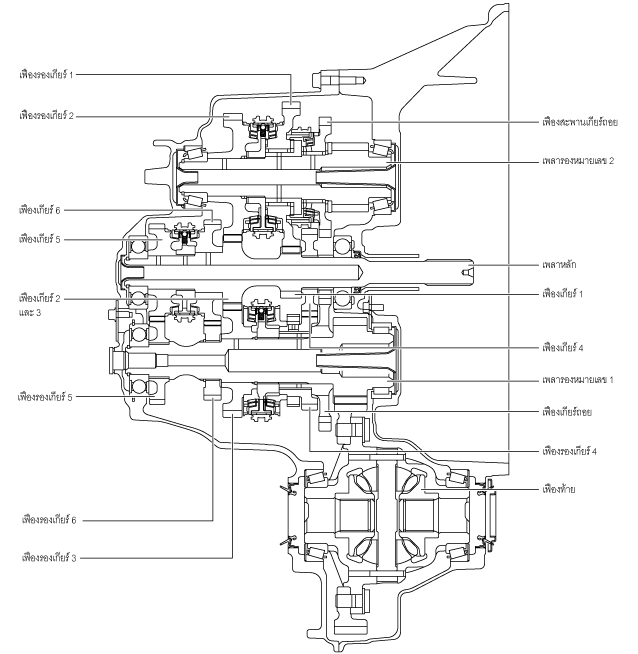 เฟืองรองเกียร์ 1
เฟืองรองเกียร์ 2
เฟืองเกียร์ 6
เฟืองเกียร์ 5
เฟืองเกียร์ 2
และ 3
เฟืองรองเกียร์ 5
เฟืองรองเกียร์ 6
เฟืองรองเกียร์ 3
เฟืองสะพานเกียร์ถอย
เพลารองหมายเลข 2
เพลาหลัก
เฟืองเกียร์ 1
เฟืองเกียร์ 4
เพลารองหมายเลข 1
เฟืองเกียร์ถอย
เฟืองรองเกียร์ 4
เฟืองท้าย